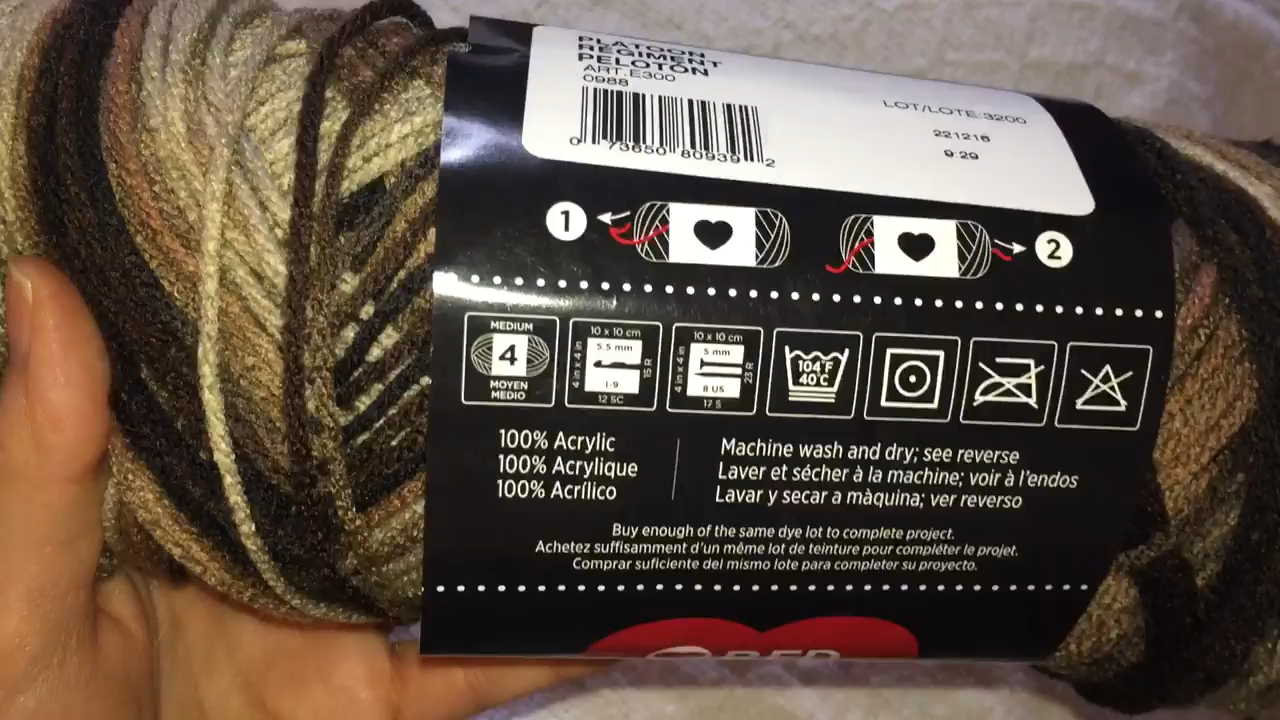 PLATOON
REGIMENT
PELOTÓN
ART. E300
0988
0 73650 80939 2
LOT/LOTE: 3200
221216
9:29
1
2
MEDIUM
4
MOYEN
MEDIO
10 x 10 cm
4 in x 4 in
5.5 mm
I-9
15 R
12 SC
10 x 10 cm
4 in x 4 in
5 mm
8 US
23 R
17 S
104°F
40°C
100% Acrylic
100% Acrylique
100% Acrílico
Machine wash and dry; see reverse
Laver et sécher à la machine; voir à l'endos
Lavar y secar a màquina; ver reverso
Buy enough of the same dye lot to complete project.
Achetez suffisamment d'un même lot de teinture pour compléter le projet.
Comprar suficiente del mismo lote para completer su proyecto.
RED